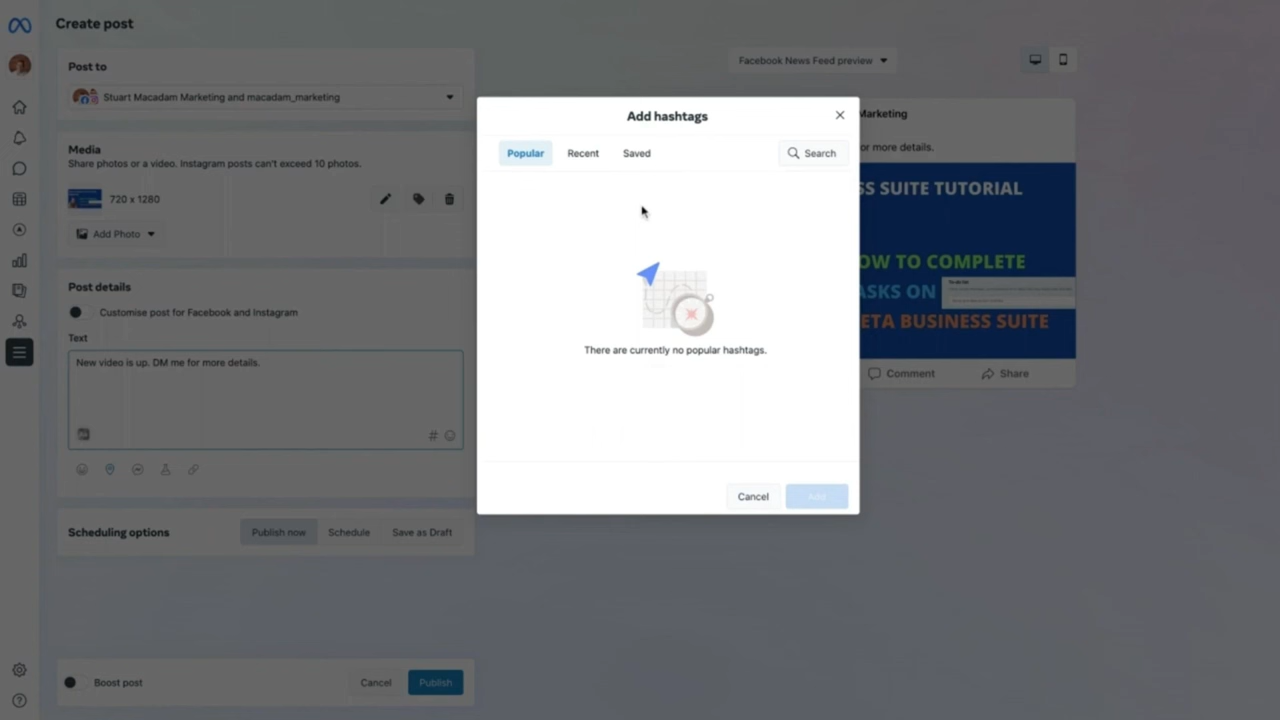 Create post
Post to
Stuart Macadam Marketing and macadam_marketing
Media
Share photos or a video. Instagram posts can't exceed 10 photos.
720 x 1280
Add Photo
Post details
Customise post for Facebook and Instagram
Text
New video is up. DM me for more details.
#
Scheduling options
Publish now
Schedule
Save as Draft
Boost post
Cancel
Publish
Add hashtags
Popular
Recent
Saved
Search
There are currently no popular hashtags.
Cancel
Add
Facebook News Feed preview
Marketing
or more details.
SS SUITE TUTORIAL
OW TO COMPLETE
ASKS ON
ETA BUSINESS SUITE
Comment
Share